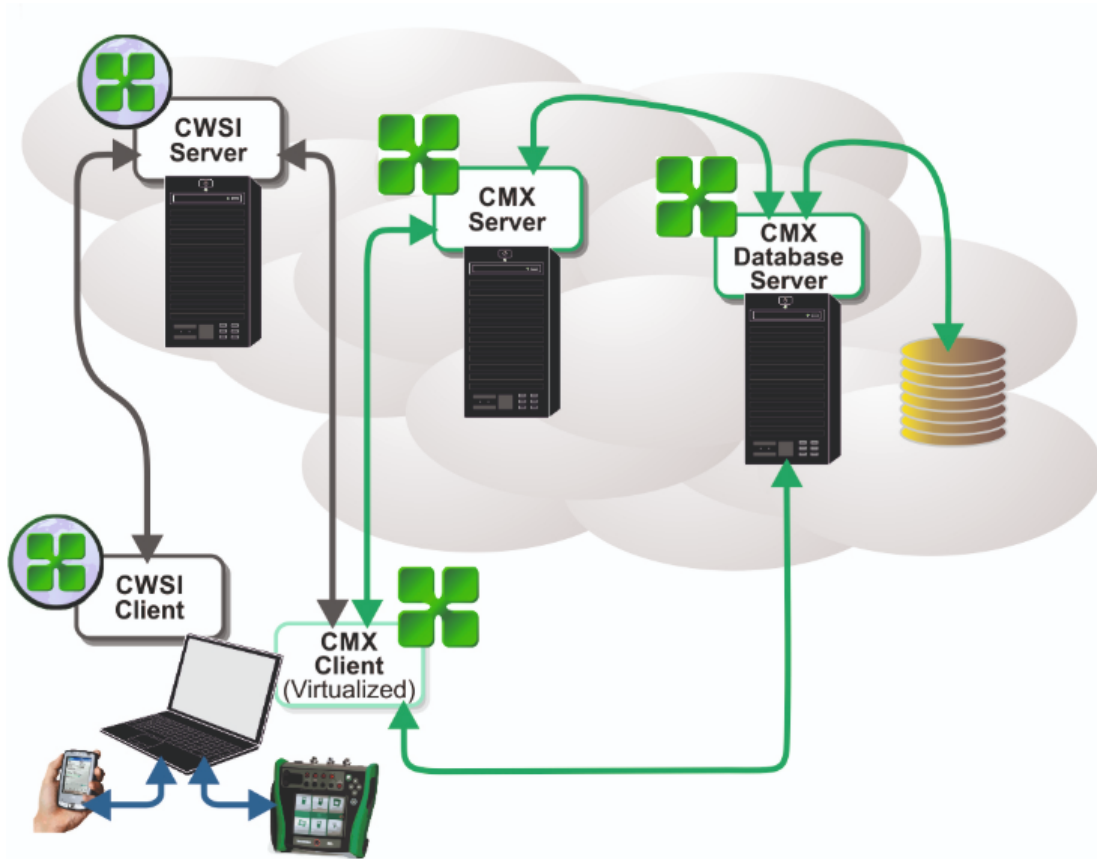 CWSI
Server
CMX
Server
CMX
Database
Server
CWSI
Client
CMX
Client
(Virtualized)